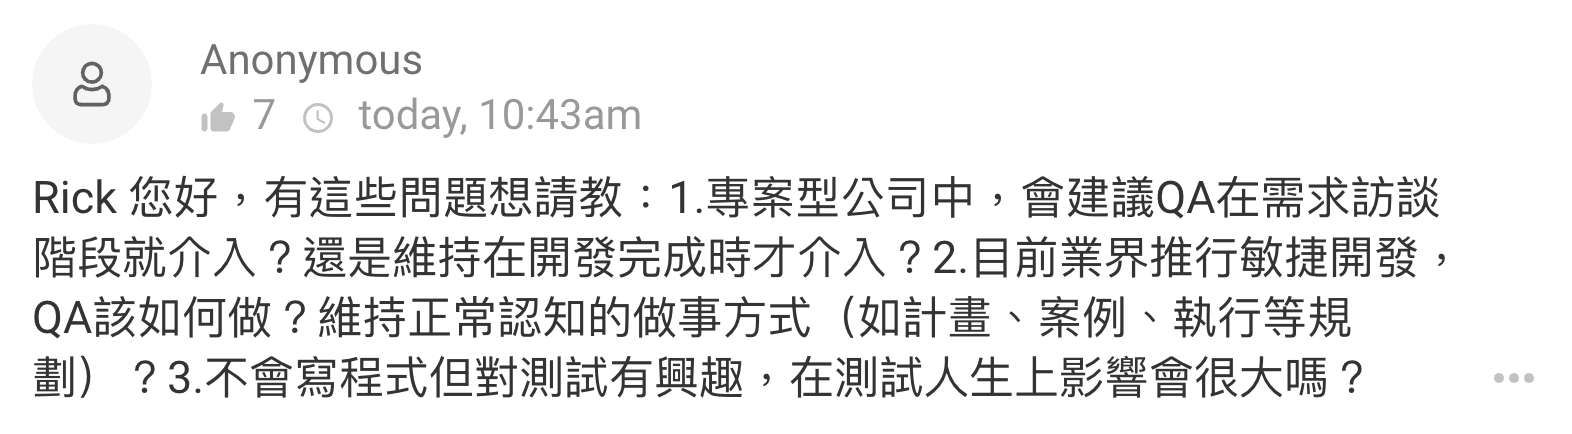 Anonymous
7 today, 10:43am
Rick 您好，有這些問題想請教：1.專案型公司中，會建議QA在需求訪談
階段就介入？還是維持在開發完成時才介入？2.目前業界推行敏捷開發，
QA該如何做？維持正常認知的做事方式（如計畫、案例、執行等規
劃）？3.不會寫程式但對測試有興趣，在測試人生上影響會很大嗎？